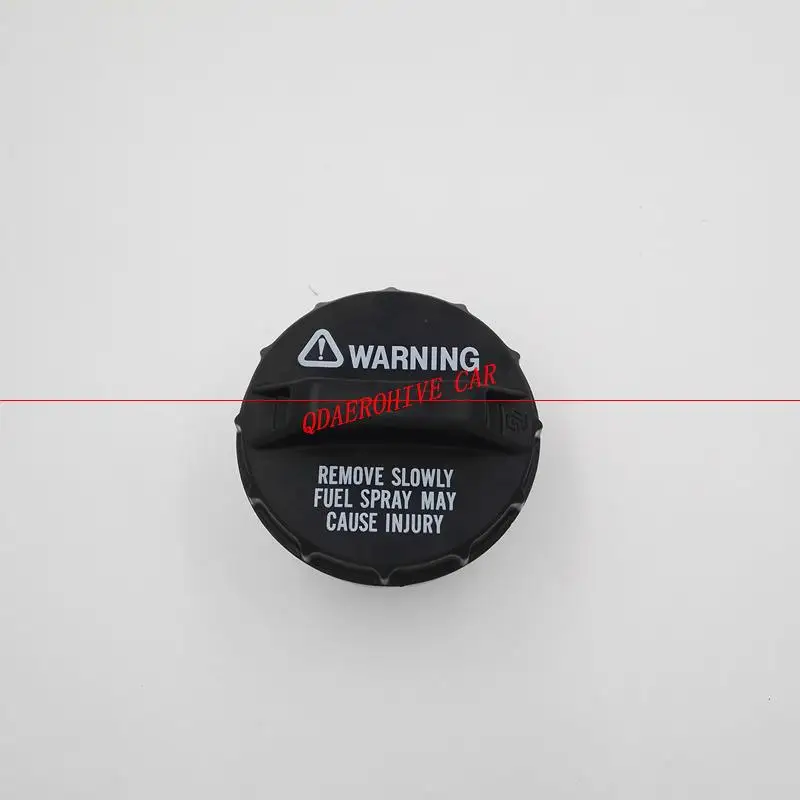 WARNING
QDAEROHIVE CAR
REMOVE SLOWLY
FUEL SPRAY MAY
CAUSE INJURY